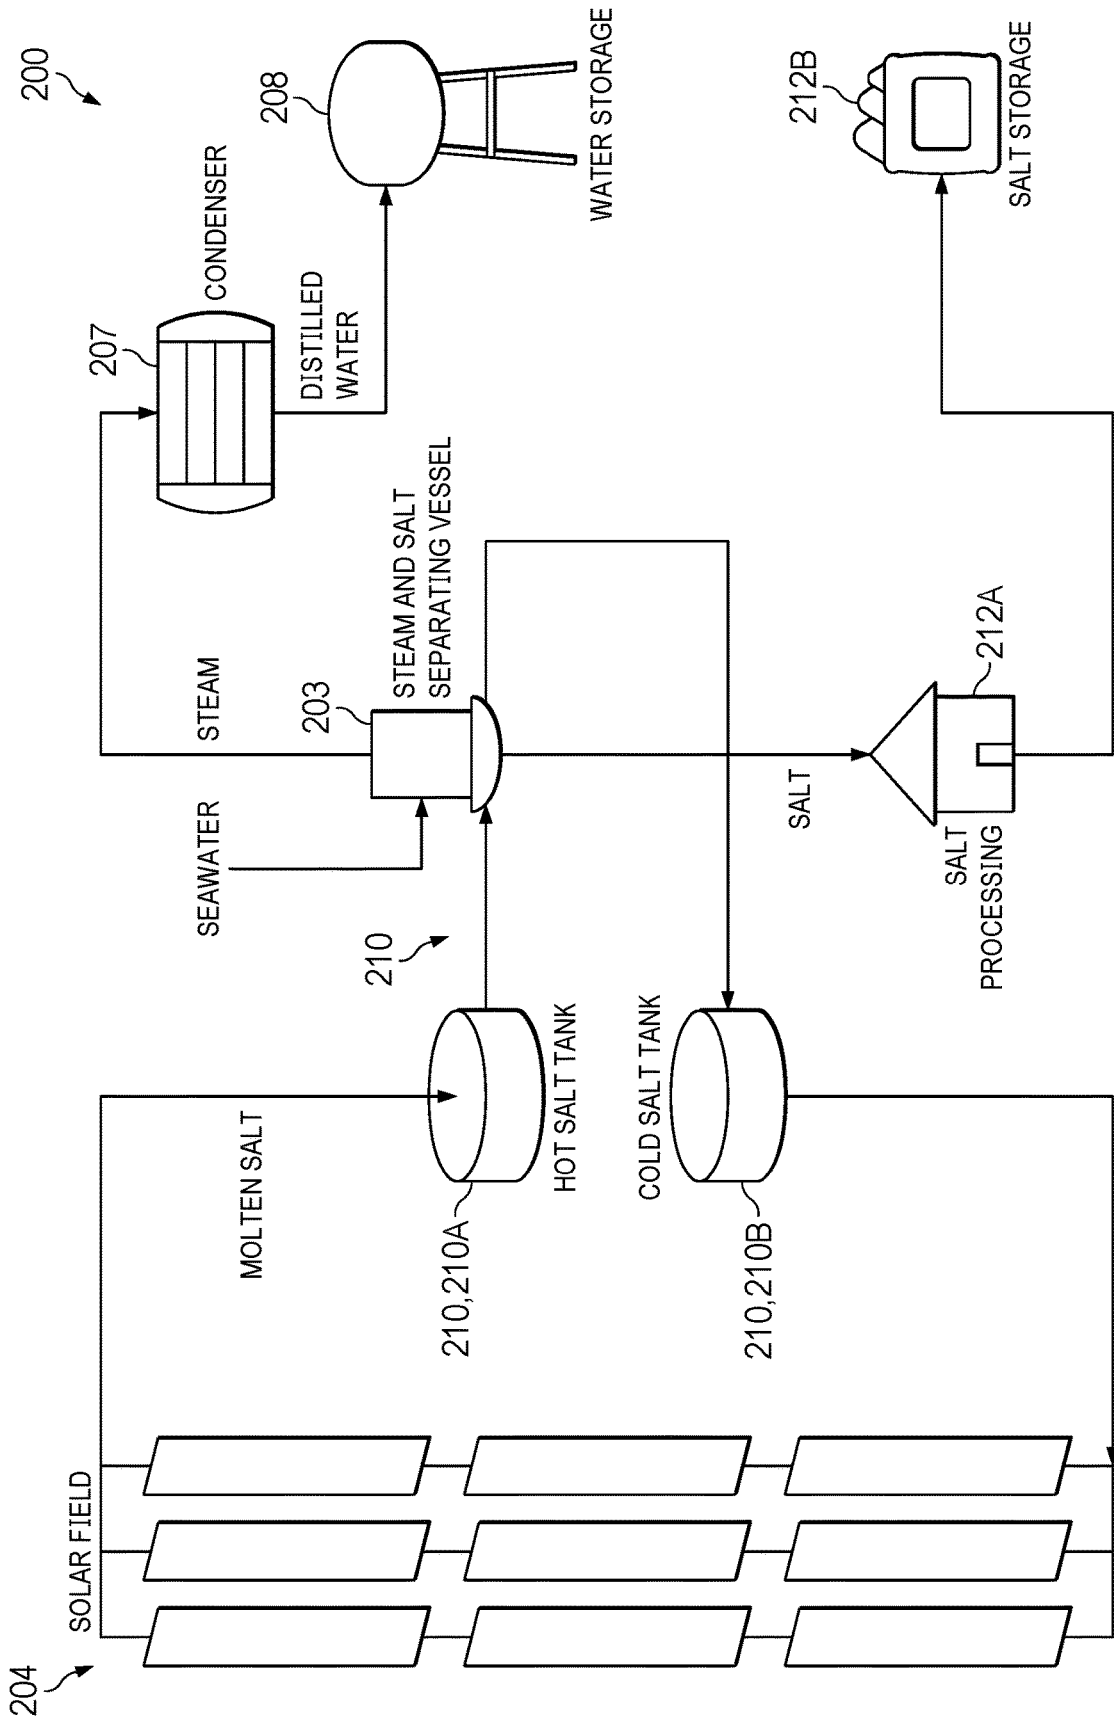 200
204
SOLAR FIELD
MOLTEN SALT
SEAWATER
STEAM
207
CONDENSER
DISTILLED
WATER
208
WATER STORAGE
203
STEAM AND SALT
SEPARATING VESSEL
210
210,210A
HOT SALT TANK
COLD SALT TANK
210,210B
SALT
SALT
PROCESSING
212A
212B
SALT STORAGE